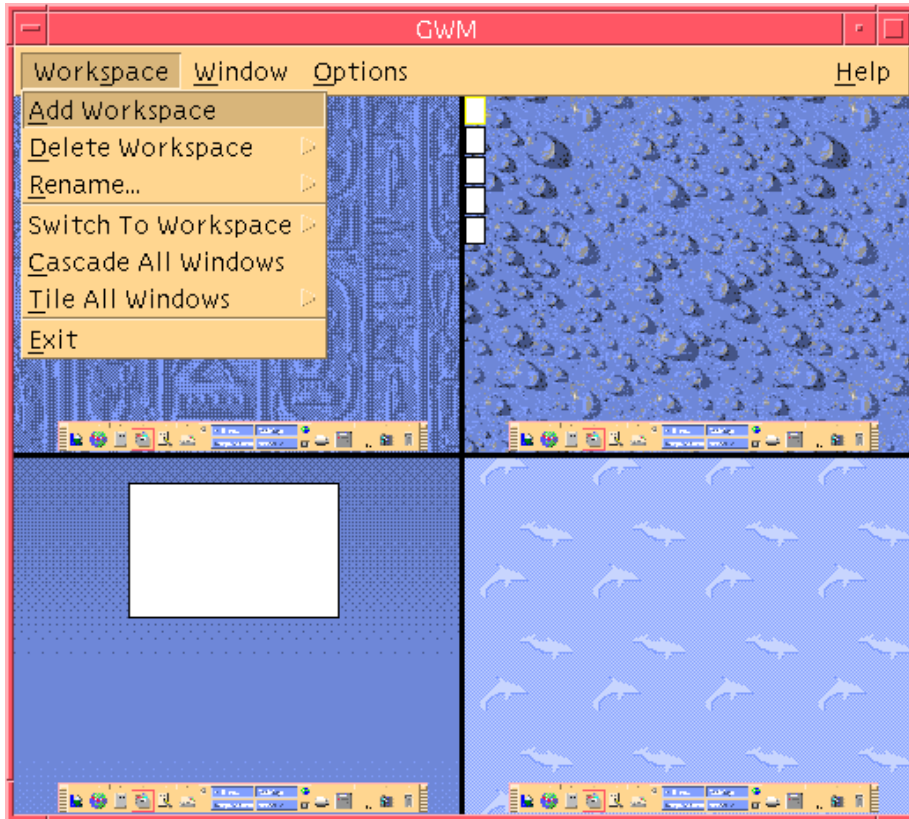 GWM
Workspace Window Options Help
Add Workspace
Delete Workspace
Rename...
Switch To Workspace
Cascade All Windows
Tile All Windows
Exit